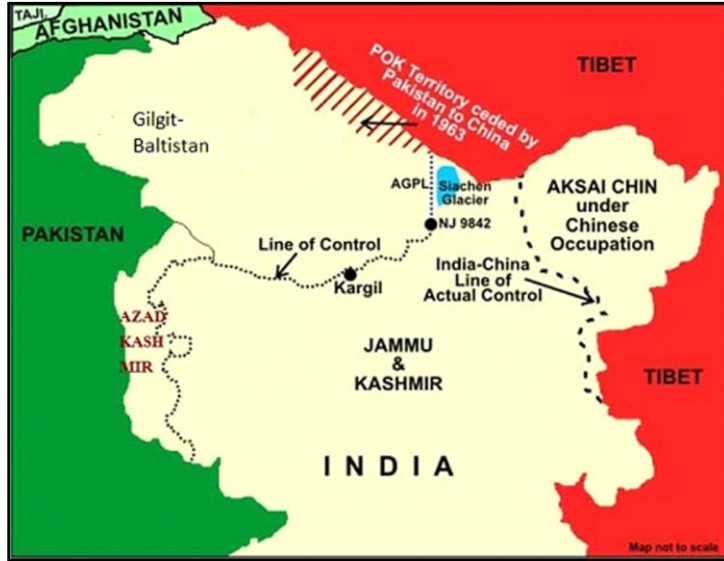 TAJI.
AFGHANISTAN
TIBET
POK Territory ceded by
Pakistan to China
in 1963
Gilgit-
Baltistan
AGPL
Siachen
Glacier
AKSAI CHIN
under
Chinese
Occupation
NJ 9842
PAKISTAN
Line of Control
India-China
Line of
Actual Control
Kargil
AZAD
KASH
MIR
JAMMU
&
KASHMIR
TIBET
INDIA
Map not to scale